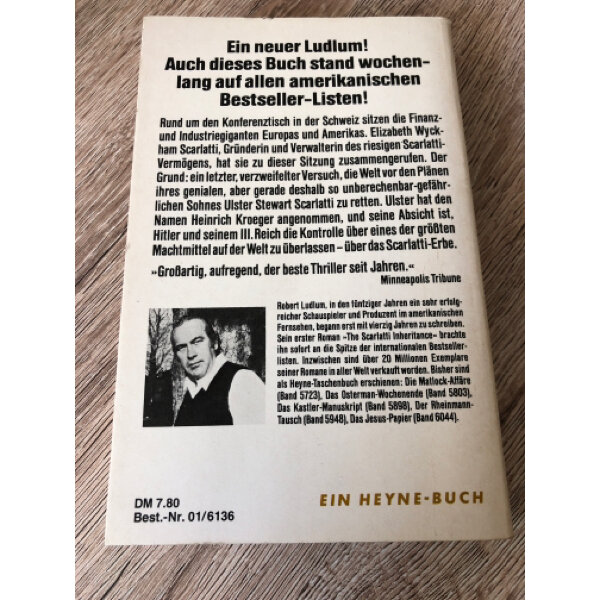 Ein neuer Ludlum!
Auch dieses Buch stand wochen-
lang auf allen amerikanischen
Bestseller-Listen!
Rund um den Konferenztisch in der Schweiz sitzen die Finanz-
und Industriegiganten Europas und Amerikas. Elizabeth Wyck-
ham Scarlatti, Gründerin und Verwalterin des riesigen Scarlatti-
Vermögens, hat sie zu dieser Sitzung zusammengerufen. Der
Grund: ein letzter, verzweifelter Versuch, die Welt vor den Plänen
ihres genialen, aber gerade deshalb so unberechenbar-gefähr-
lichen Sohnes Ulster Stewart Scarlatti zu retten. Ulster hat den
Namen Heinrich Kroeger angenommen, und seine Absicht ist,
Hitler und seinem III. Reich die Kontrolle über eines der größten
Machtmittel auf der Welt zu überlassen – über das Scarlatti-Erbe.
»Großartig, aufregend, der beste Thriller seit Jahren.«
Minneapolis Tribune
Robert Ludlum, in den fünfziger Jahren ein sehr erfolg-
reicher Schauspieler und Produzent im amerikanischen
Fernsehen, begann erst mit vierzig Jahren zu schreiben.
Sein erster Roman »The Scarlatti Inheritance« brachte
ihn sofort an die Spitze der internationalen Bestseller-
listen. Inzwischen sind über 20 Millionen Exemplare
seiner Romane in aller Welt verkauft worden. Bisher sind
als Heyne-Taschenbuch erschienen: Die Matlock-Affäre
(Band 5723), Das Osterman-Wochenende (Band 5803),
Das Kastler-Manuskript (Band 5898), Der Rheinmann-
Tausch (Band 5948), Das Jesus-Papier (Band 6044).
DM 7.80
Best.-Nr. 01/6136
EIN HEYNE-BUCH